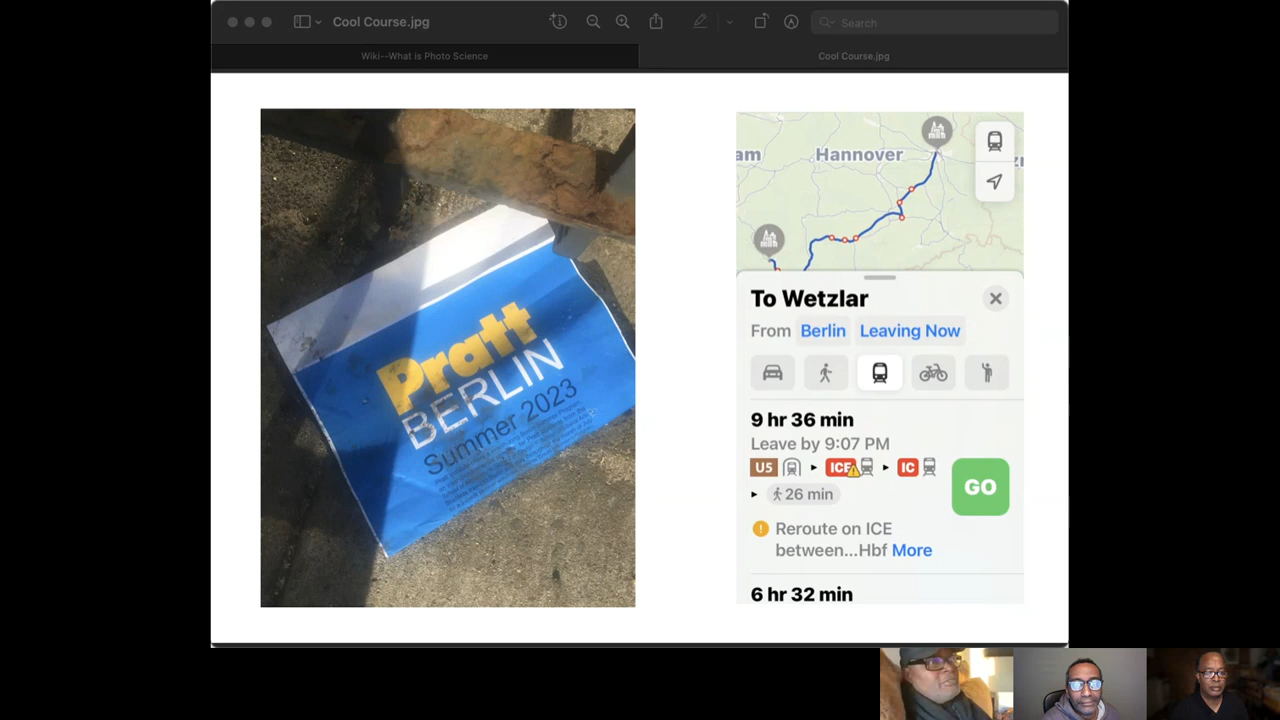 Cool Course.jpg
Search
Wiki--What is Photo Science
Cool Course.jpg
Pratt
BERLIN
Summer 2023
am
Hannover
To Wetzlar
From Berlin Leaving Now
9 hr 36 min
Leave by 9:07 PM
U5 ICE IC
26 min
GO
Reroute on ICE
between...Hbf More
6 hr 32 min